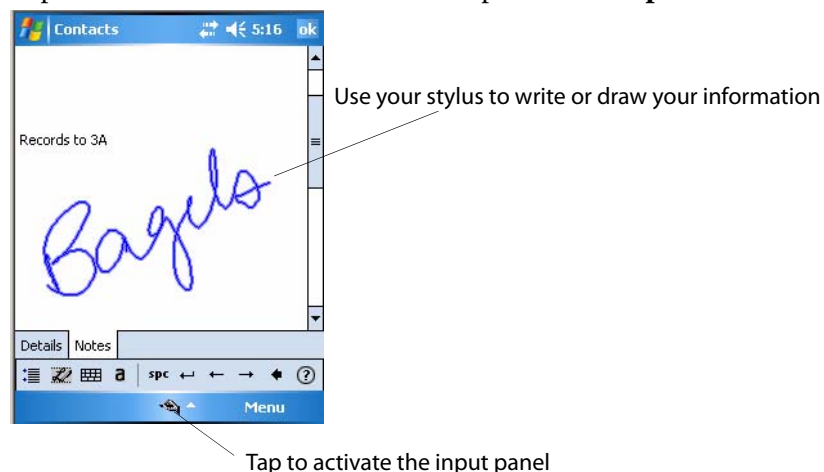 Contacts 5:16 ok
Use your stylus to write or draw your information
Records to 3A
Bagels
Details Notes
a spc ?
Menu
Tap to activate the input panel